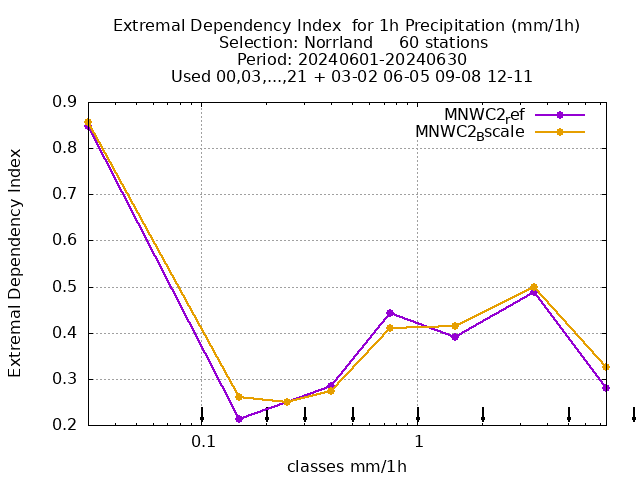 Extremal Dependency Index  for 1h Precipitation (mm/1h)
Selection: Norrland     60 stations
Period: 20240601-20240630
Used 00,03,...,21 + 03-02 06-05 09-08 12-11
MNWC2ref
MNWC2Bscale
0.9
0.8
0.7
0.6
0.5
0.4
0.3
0.2
Extremal Dependency Index
0.1 1
classes mm/1h